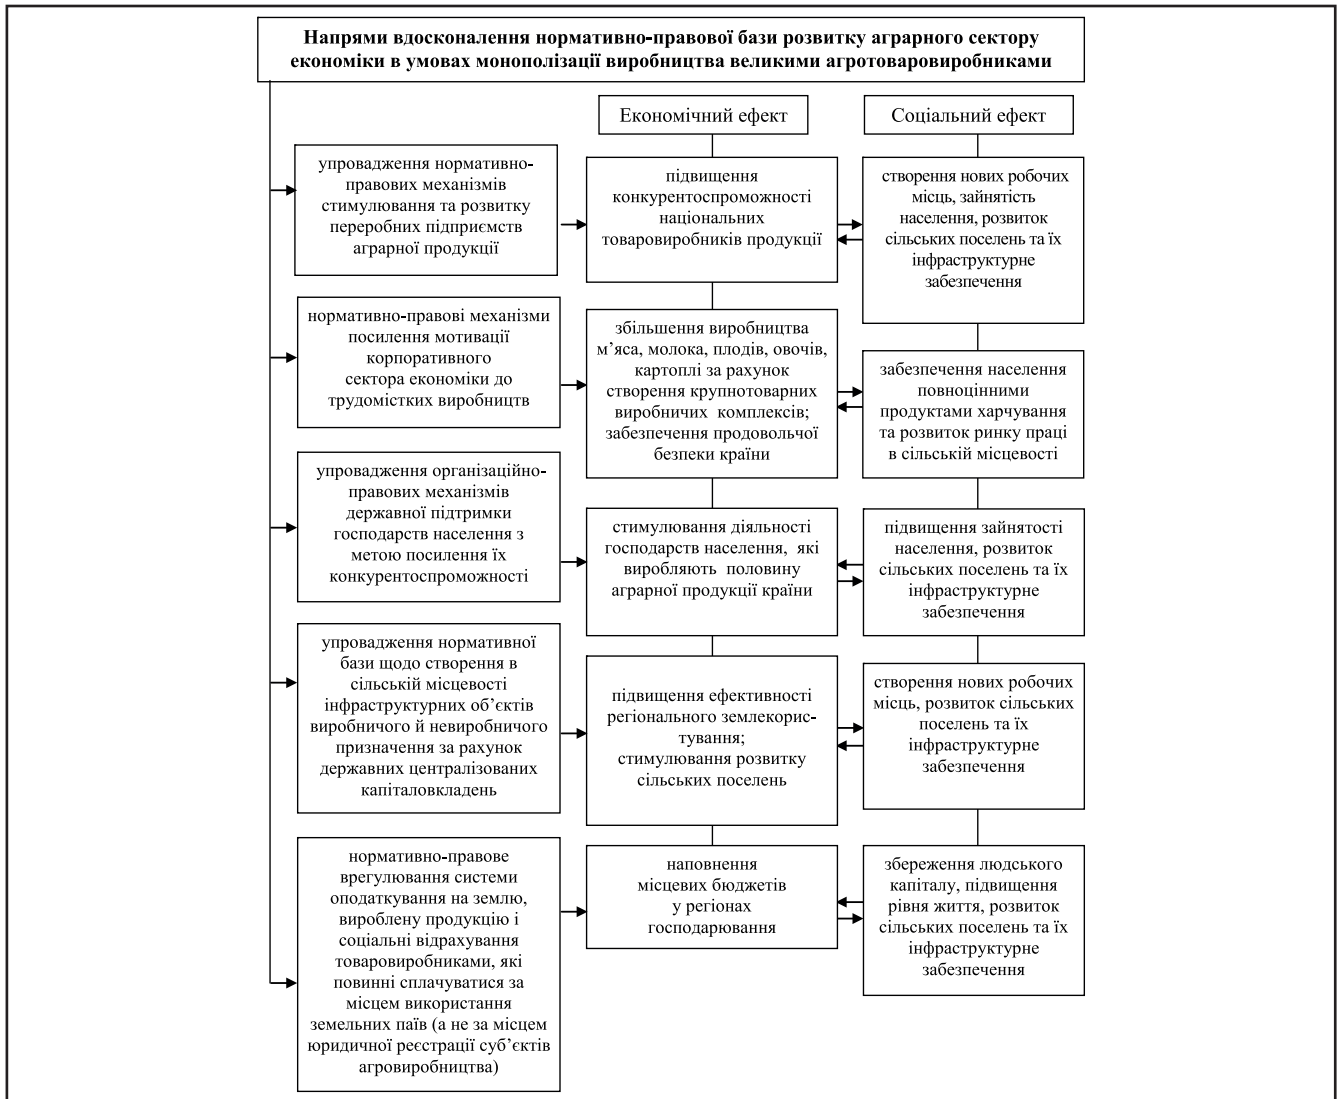 Напрями вдосконалення нормативно-правової бази розвитку аграрного сектору
економіки в умовах монополізації виробництва великими агротоваровиробниками
Економічний ефект
Соціальний ефект
упровадження нормативно-
правових механізмів
стимулювання та розвитку
переробних підприємств
аграрної продукції
підвищення
конкурентоспроможності
національних
товаровиробників продукції
створення нових робочих
місць, зайнятість
населення, розвиток
сільських поселень та їх
інфраструктурне
забезпечення
нормативно-правові механізми
посилення мотивації
корпоративного
сектора економіки до
трудомістких виробництв
збільшення виробництва
м’яса, молока, плодів, овочів,
картоплі за рахунок
створення крупнотоварних
виробничих комплексів;
забезпечення продовольчої
безпеки країни
забезпечення населення
повноцінними
продуктами харчування
та розвиток ринку праці
в сільській місцевості
упровадження організаційно-
правових механізмів
державної підтримки
господарств населення з
метою посилення їх
конкурентоспроможності
стимулювання діяльності
господарств населення, які
виробляють половину
аграрної продукції країни
підвищення зайнятості
населення, розвиток
сільських поселень та їх
інфраструктурне
забезпечення
упровадження нормативної
бази щодо створення в
сільській місцевості
інфраструктурних об’єктів
виробничого й невиробничого
призначення за рахунок
державних централізованих
капіталовкладень
підвищення ефективності
регіонального землекорис-
тування;
стимулювання розвитку
сільських поселень
створення нових робочих
місць, розвиток сільських
поселень та їх
інфраструктурне
забезпечення
нормативно-правове
врегулювання системи
оподаткування на землю,
вироблену продукцію і
соціальні відрахування
товаровиробниками, які
повинні сплачуватися за
місцем використання
земельних паїв (а не за місцем
юридичної реєстрації суб’єктів
агровиробництва)
наповнення
місцевих бюджетів
у регіонах
господарювання
збереження людського
капіталу, підвищення
рівня життя, розвиток
сільських поселень та їх
інфраструктурне
забезпечення